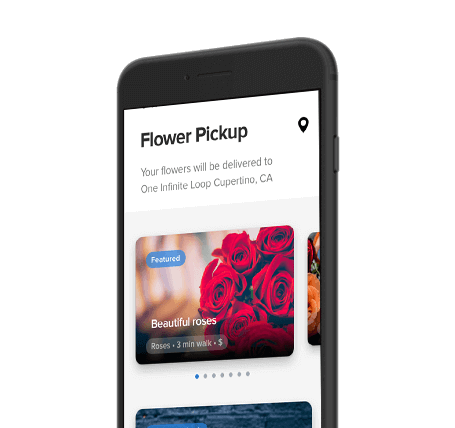 Flower Pickup
Your flowers will be delivered to
One Infinite Loop Cupertino, CA
Featured
Beautiful roses
Roses • 3 min walk • $